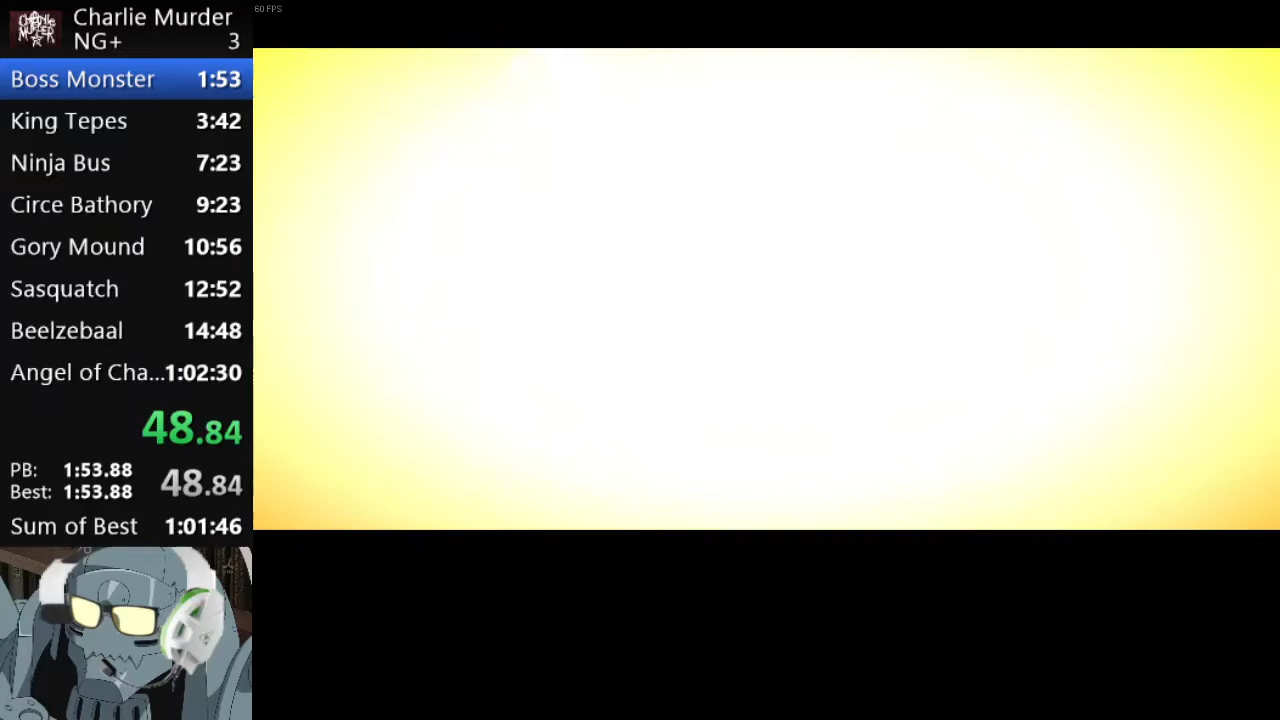 60 FPS
CHARLIE
MURDER
Charlie Murder
NG+ 3
Boss Monster 1:53
King Tepes 3:42
Ninja Bus 7:23
Circe Bathory 9:23
Gory Mound 10:56
Sasquatch 12:52
Beelzebaal 14:48
Angel of Cha...1:02:30
48.84
PB: 1:53.88
Best: 1:53.88
48.84
Sum of Best 1:01:46